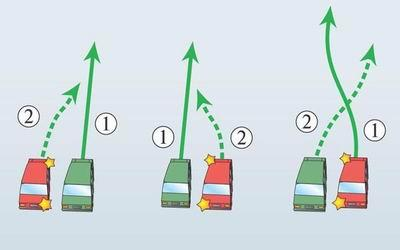 ② ①
① ②
② ①